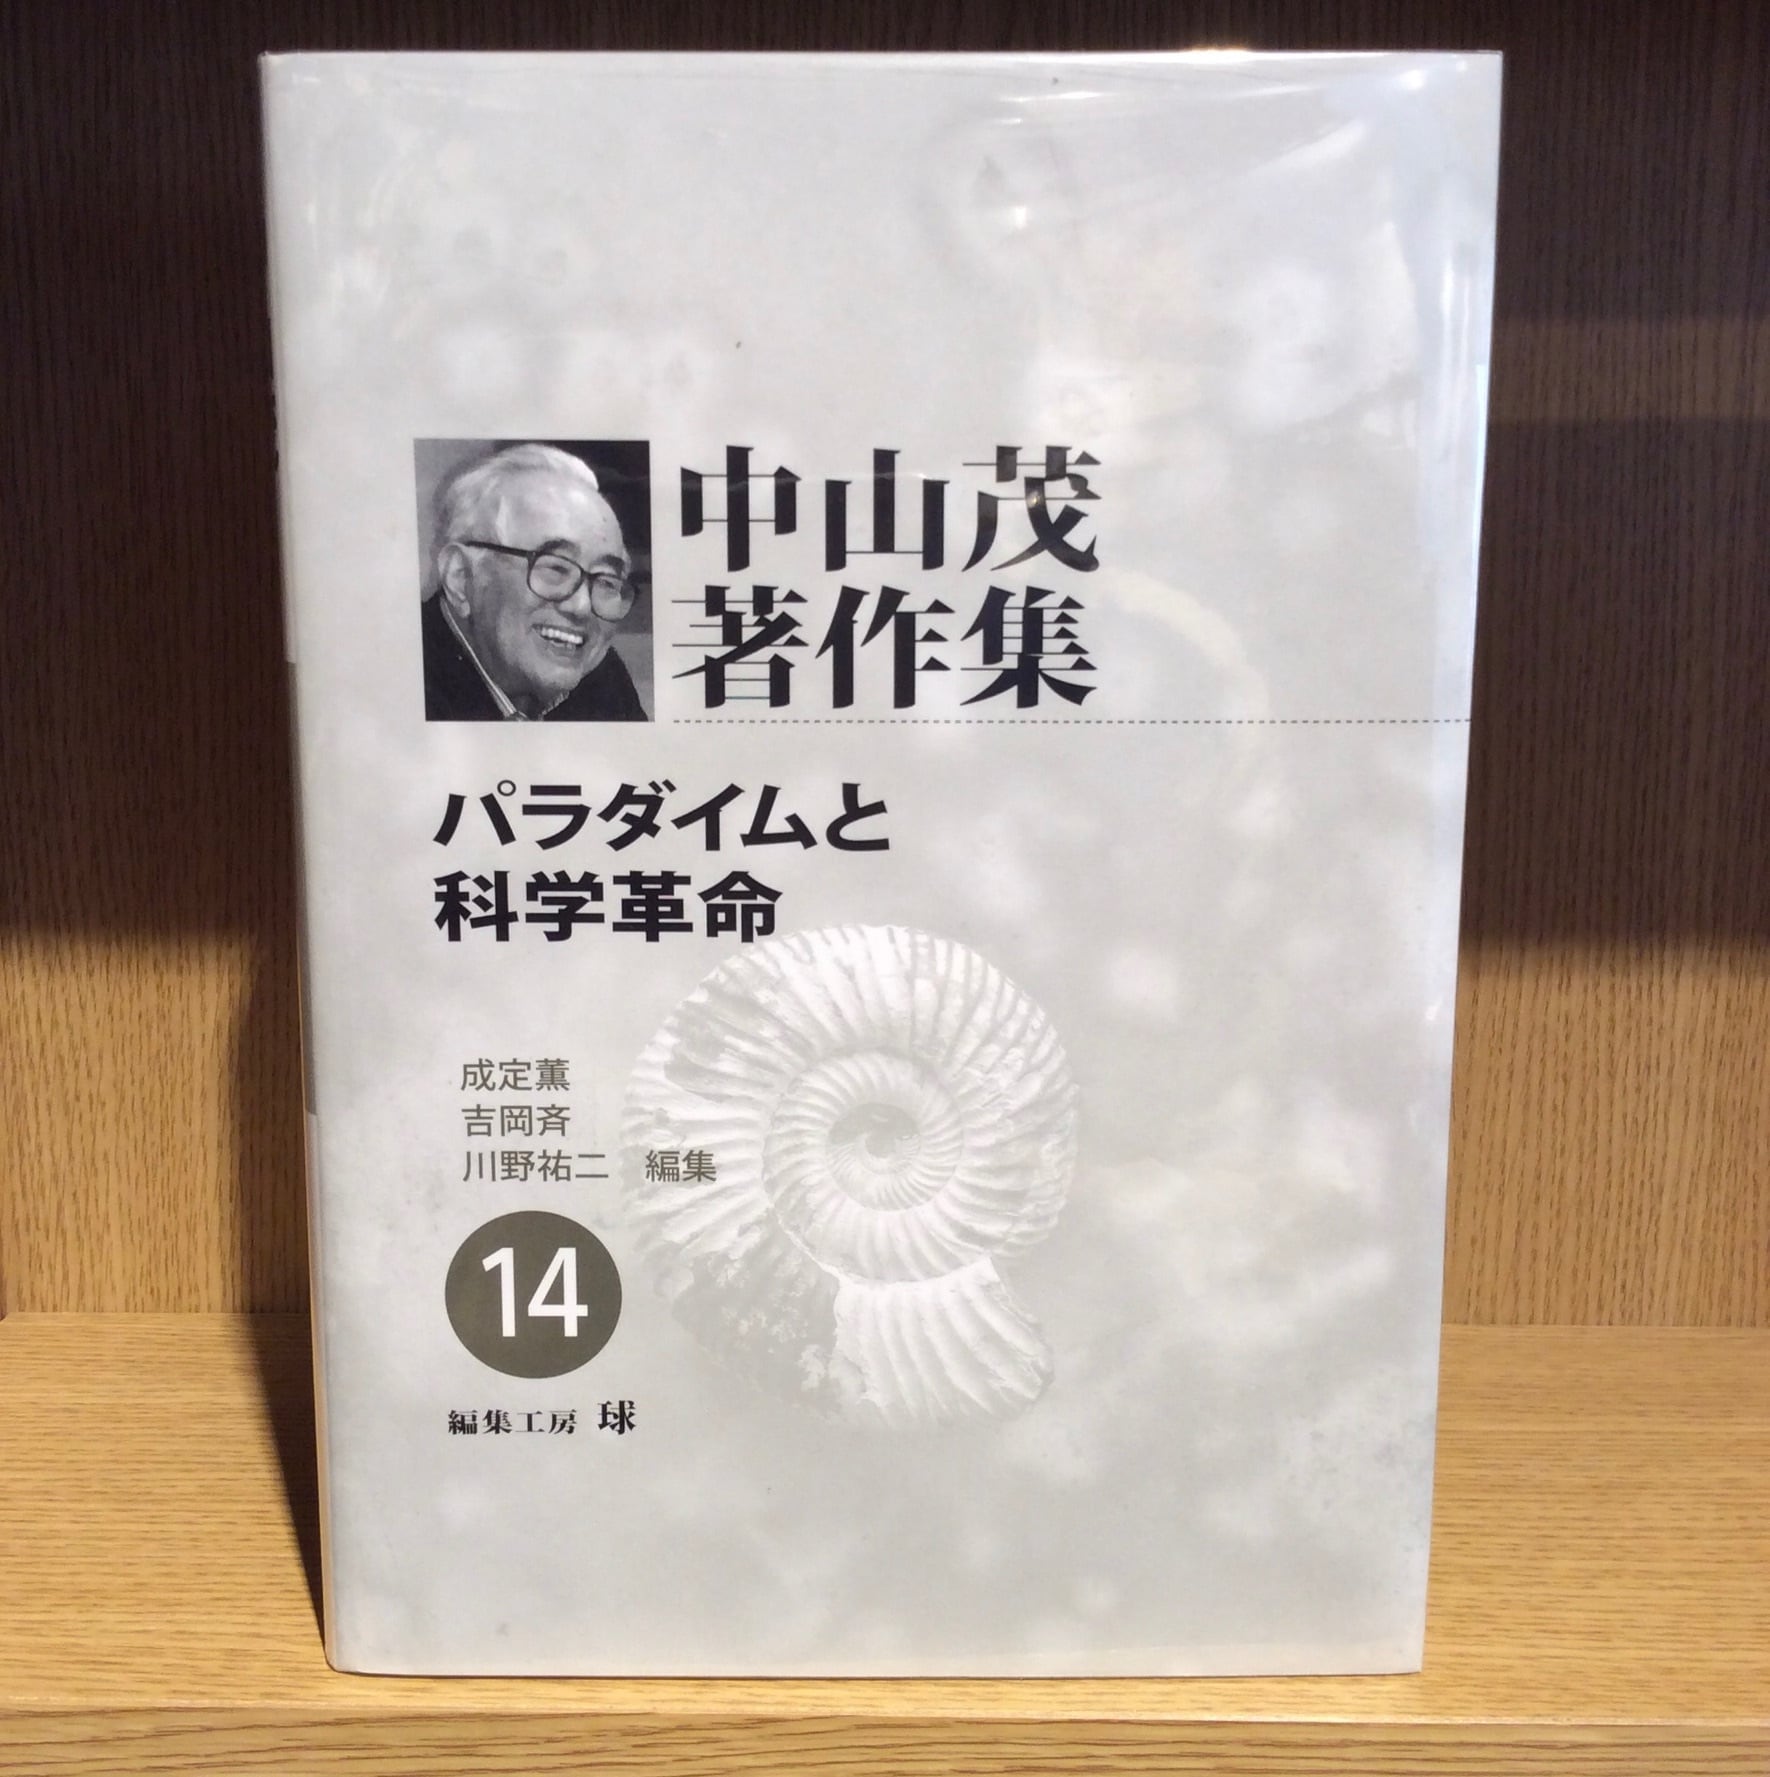 中山茂
著作集
パラダイムと
科学革命
成定薫
吉岡斉
川野祐二　編集
14
編集工房 球